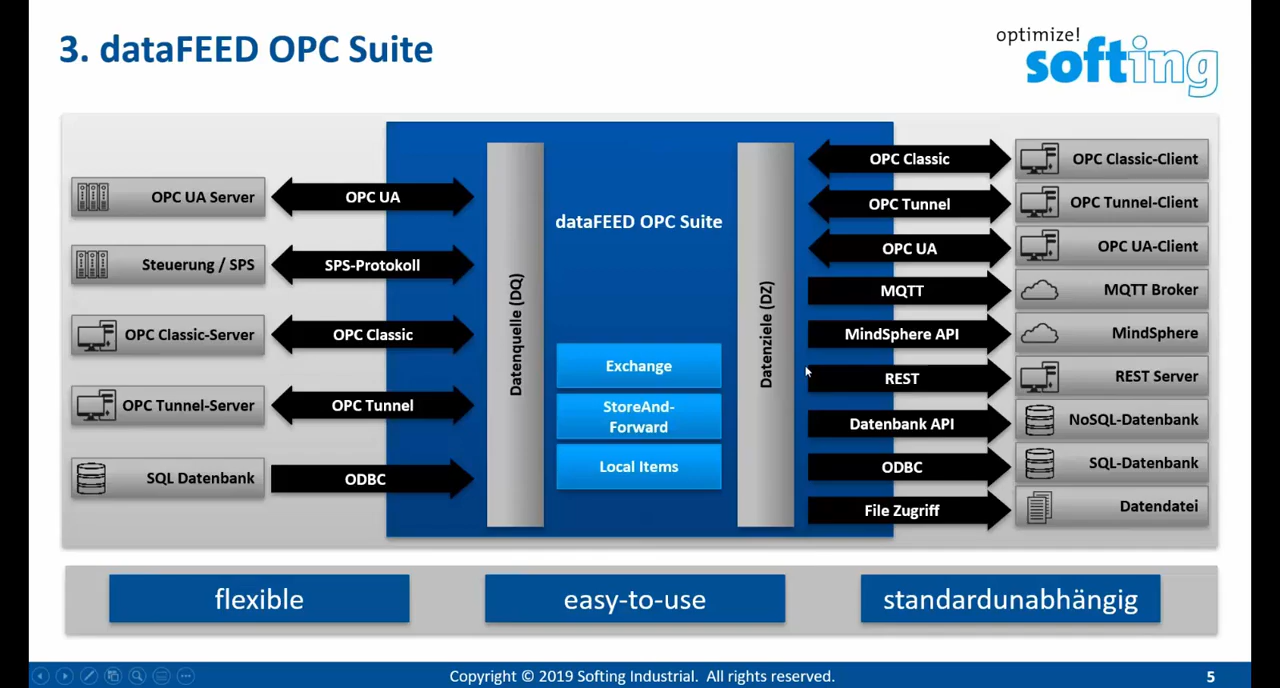 3. dataFEED OPC Suite
optimize!
softing
OPC UA Server
OPC UA
Steuerung / SPS
SPS-Protokoll
OPC Classic-Server
OPC Classic
OPC Tunnel-Server
OPC Tunnel
SQL Datenbank
ODBC
Datenquelle (DQ)
dataFEED OPC Suite
Exchange
StoreAnd-
Forward
Local Items
Datenziele (DZ)
OPC Classic
OPC Classic-Client
OPC Tunnel
OPC Tunnel-Client
OPC UA
OPC UA-Client
MQTT
MQTT Broker
MindSphere API
MindSphere
REST
REST Server
Datenbank API
NoSQL-Datenbank
ODBC
SQL-Datenbank
File Zugriff
Datendatei
flexible
easy-to-use
standardunabhängig
Copyright © 2019 Softing Industrial. All rights reserved.
5